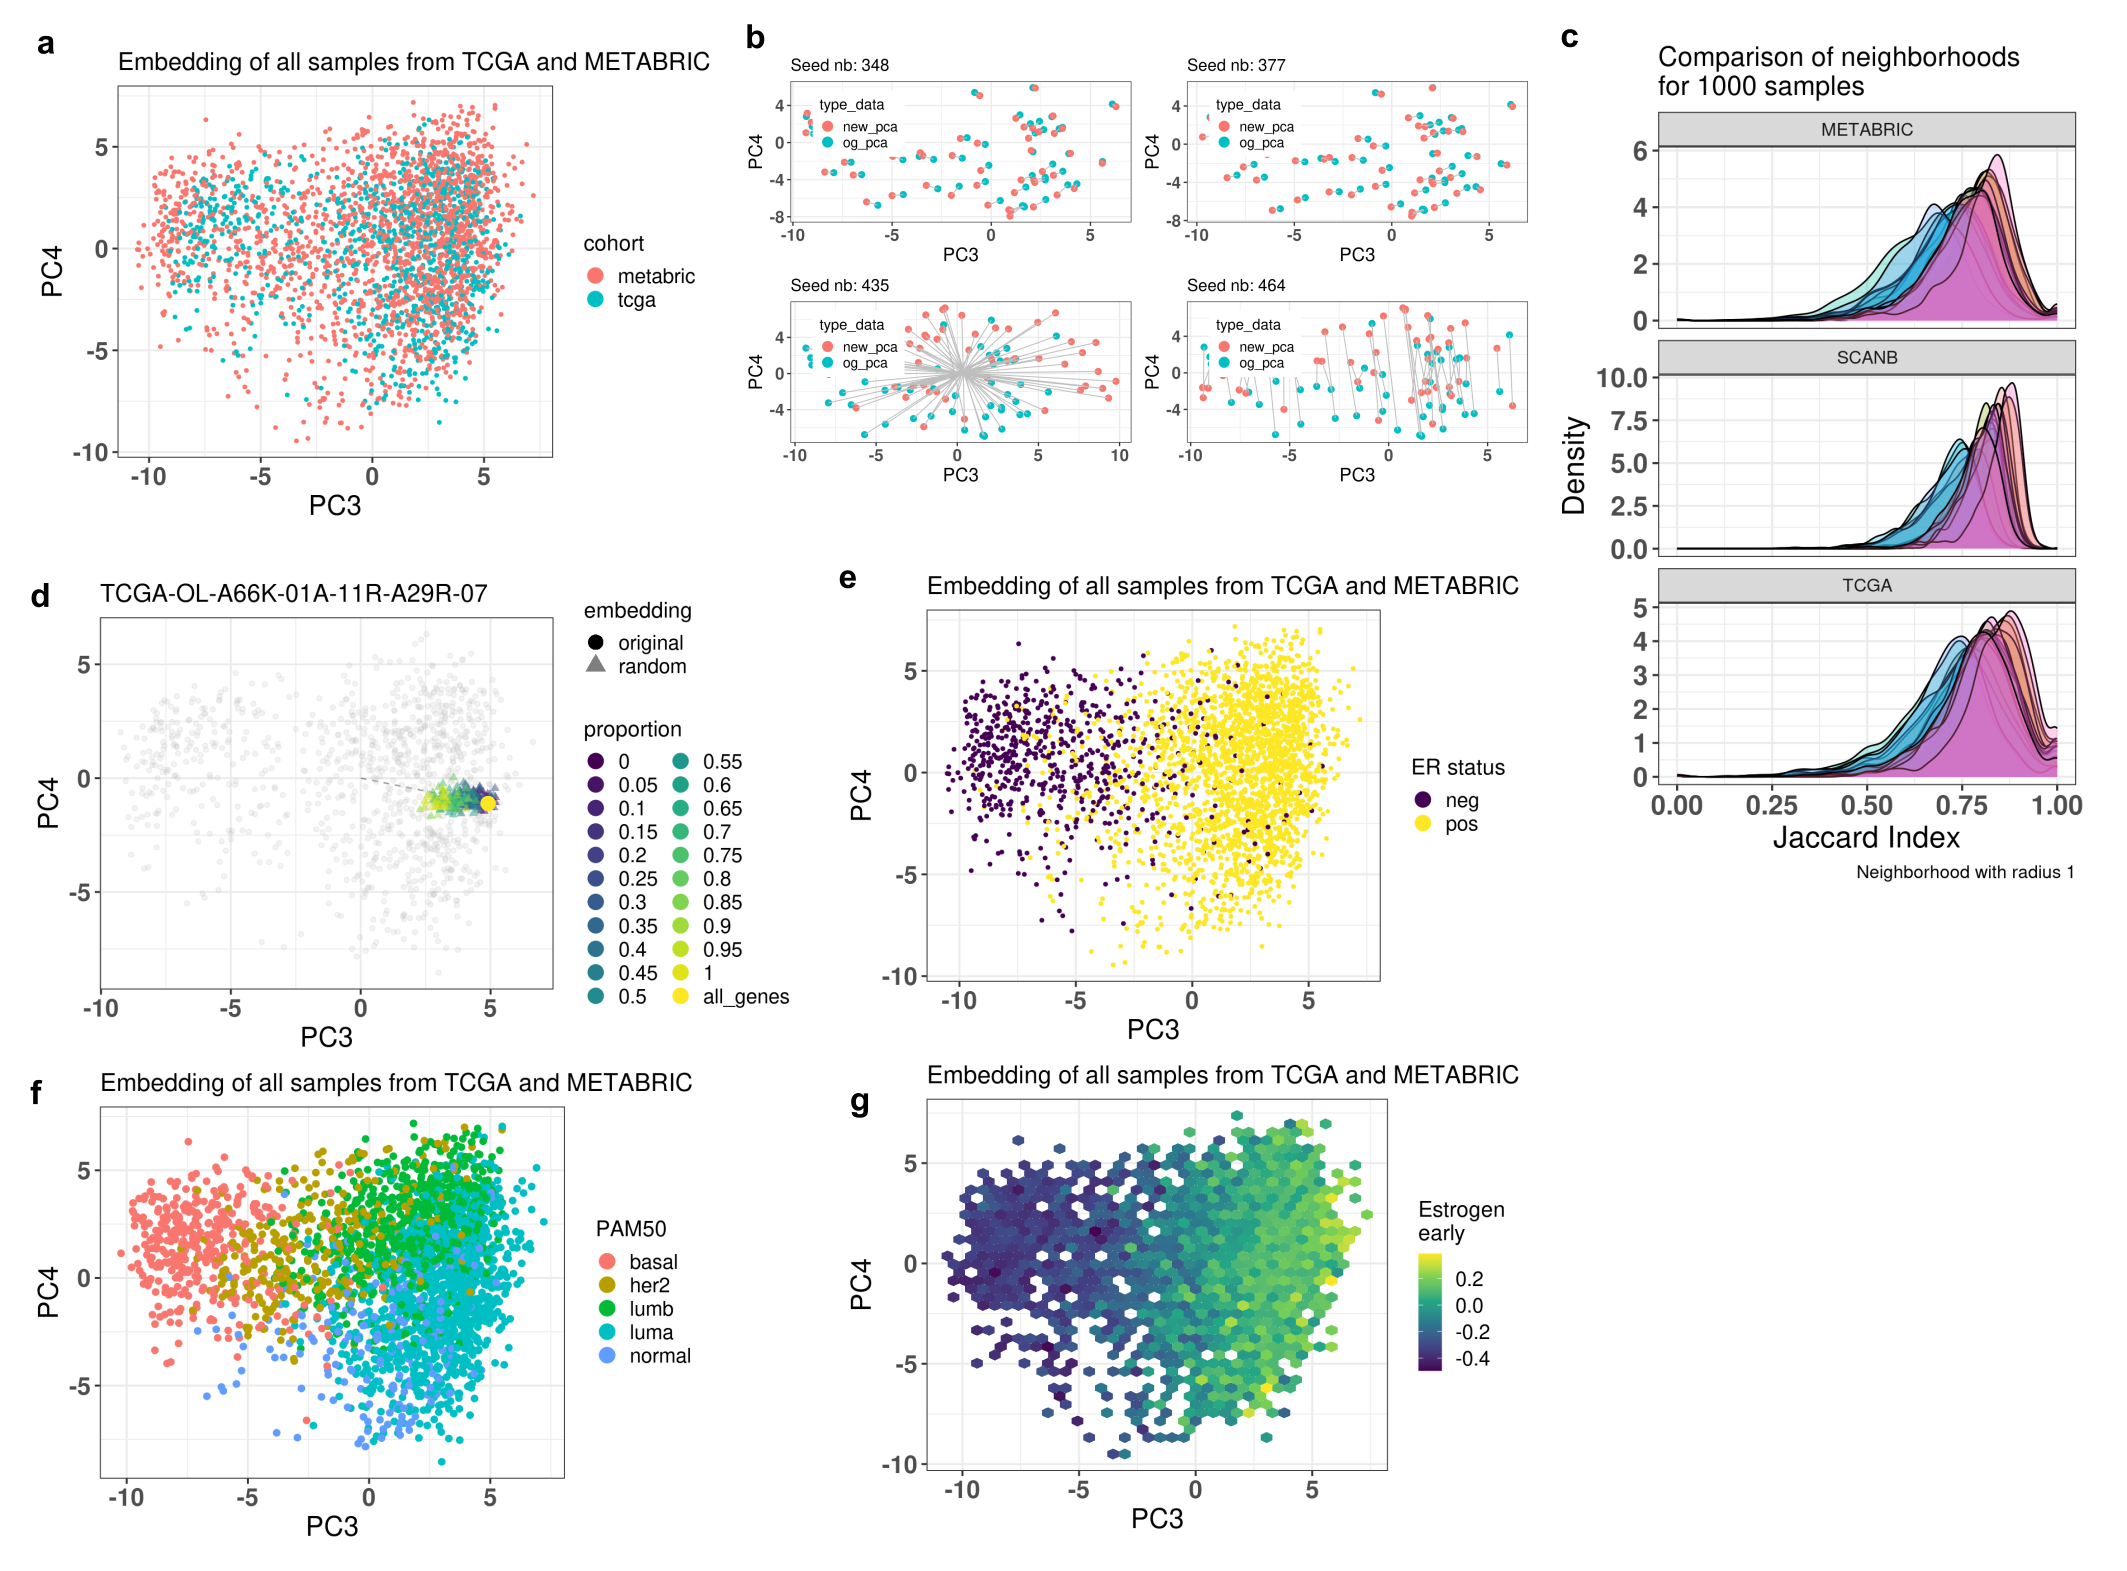 a
Embedding of all samples from TCGA and METABRIC
5
0
-5
-10
-10
-5
0
5
PC3
PC4
cohort
metabric
tcga
b
Seed nb: 348
type_data
new_pca
og_pca
4
0
-4
-8
-10
-5
0
5
PC3
PC4
Seed nb: 377
type_data
new_pca
og_pca
4
0
-4
-8
-10
-5
0
5
PC3
PC4
Seed nb: 435
type_data
new_pca
og_pca
4
0
-4
-10
-5
0
5
10
PC3
PC4
Seed nb: 464
type_data
new_pca
og_pca
4
0
-4
-10
-5
0
5
PC3
PC4
c
Comparison of neighborhoods
for 1000 samples
METABRIC
6
4
2
0
SCANB
10.0
7.5
5.0
2.5
0.0
TCGA
5
4
3
2
1
0
0.00
0.25
0.50
0.75
1.00
Density
Jaccard Index
Neighborhood with radius 1
d
TCGA-OL-A66K-01A-11R-A29R-07
5
0
-5
-10
-5
0
5
PC3
PC4
embedding
original
random
proportion
0
0.05
0.1
0.15
0.2
0.25
0.3
0.35
0.4
0.45
0.5
0.55
0.6
0.65
0.7
0.75
0.8
0.85
0.9
0.95
1
all_genes
e
Embedding of all samples from TCGA and METABRIC
5
0
-5
-10
-10
-5
0
5
PC3
PC4
ER status
neg
pos
f
Embedding of all samples from TCGA and METABRIC
5
0
-5
-10
-5
0
5
PC3
PC4
PAM50
basal
her2
lumb
luma
normal
g
Embedding of all samples from TCGA and METABRIC
5
0
-5
-10
-10
-5
0
5
PC3
PC4
Estrogen
early
0.2
0.0
-0.2
-0.4